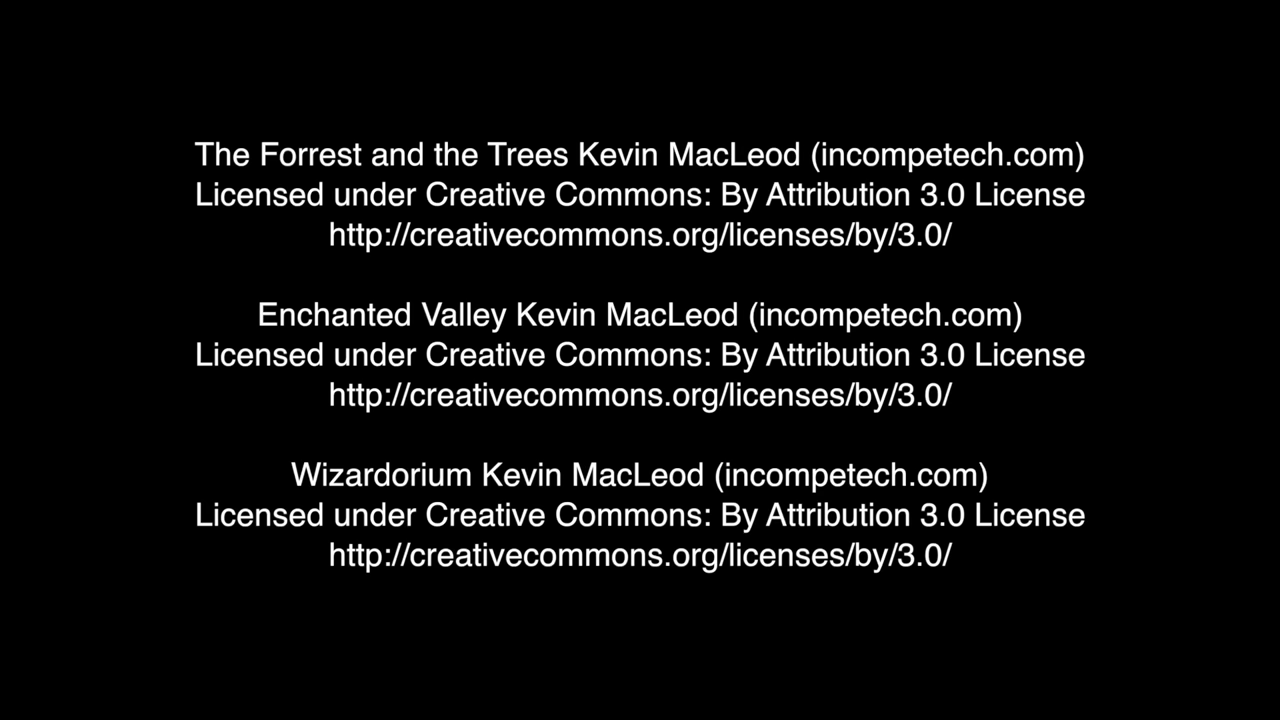 The Forrest and the Trees Kevin MacLeod (incompetech.com)
Licensed under Creative Commons: By Attribution 3.0 License
http://creativecommons.org/licenses/by/3.0/
Enchanted Valley Kevin MacLeod (incompetech.com)
Licensed under Creative Commons: By Attribution 3.0 License
http://creativecommons.org/licenses/by/3.0/
Wizardorium Kevin MacLeod (incompetech.com)
Licensed under Creative Commons: By Attribution 3.0 License
http://creativecommons.org/licenses/by/3.0/